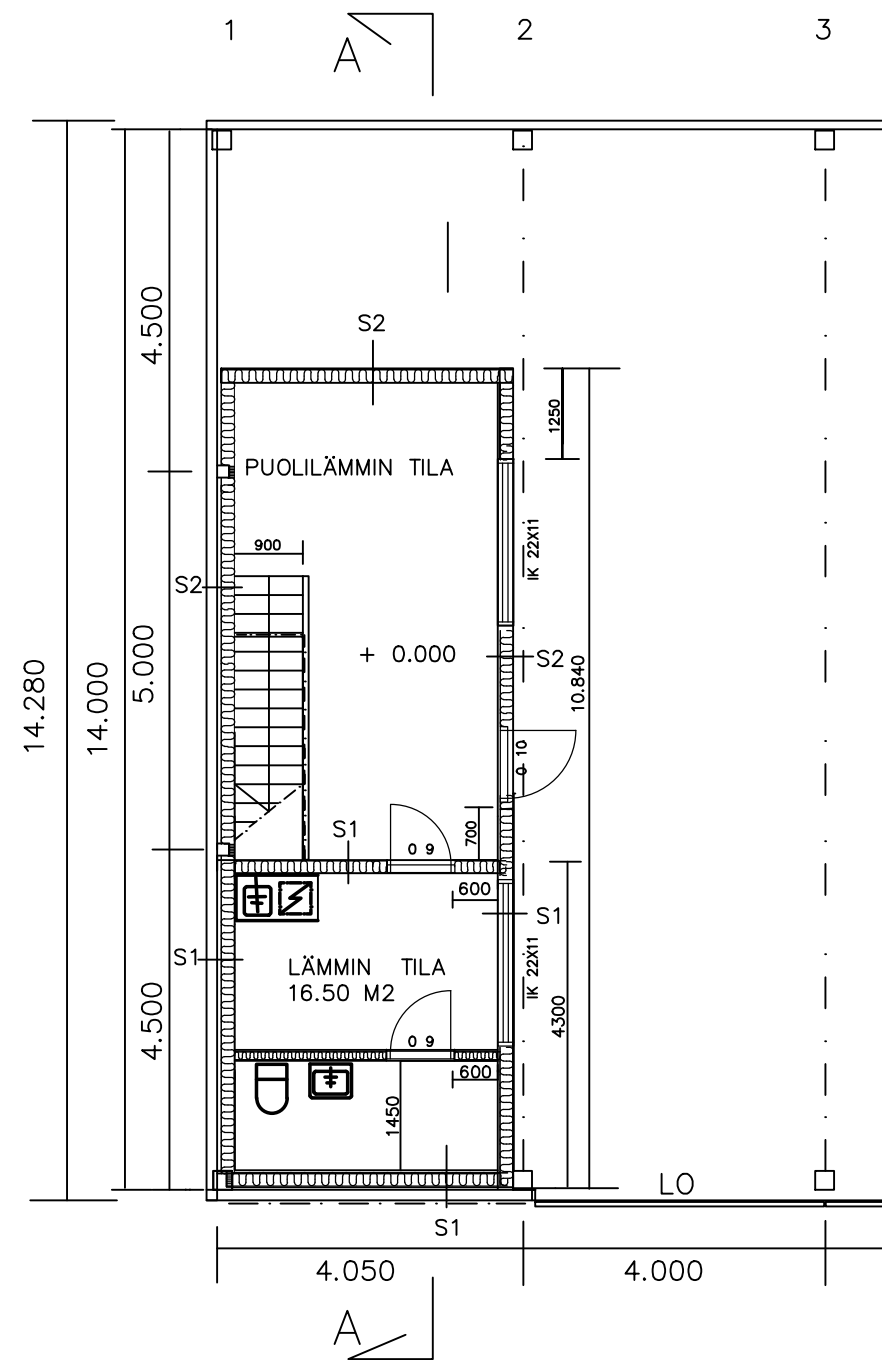 1
2
3
A
4.500
S2
1250
PUOLILÄMMIN TILA
900
IK 22X11
S2
5.000
+ 0.000
S2
10.840
14.280
14.000
0 10
700
S1
0 9
600
S1
S1
LÄMMIN TILA
16.50 M2
IK 22X11
4.500
4300
0 9
600
1450
LO
S1
4.050
4.000
A